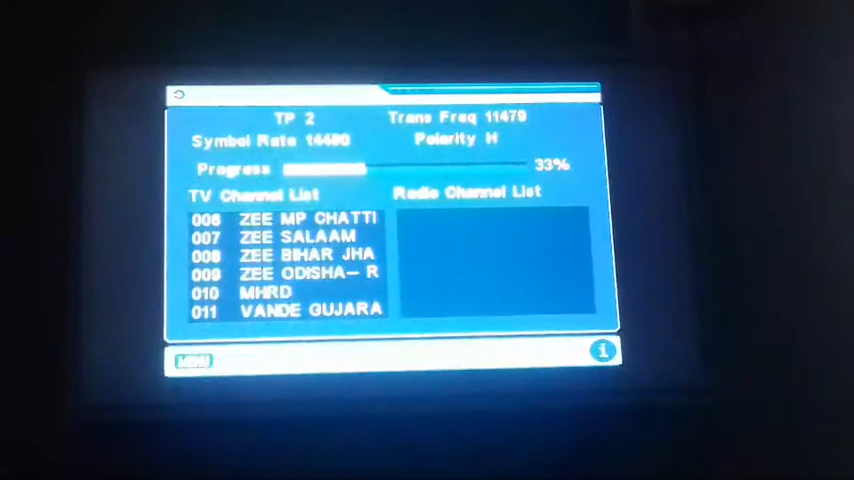 TP 2 Trans Freq 11479
Symbol Rate 14400 Polarity H
Progress 33%
TV Channel List Radio Channel List
006 ZEE MP CHATTI
007 ZEE SALAAM
008 ZEE BIHAR JHA
009 ZEE ODISHA- R
010 MHRD
011 VANDE GUJARA
MENU i